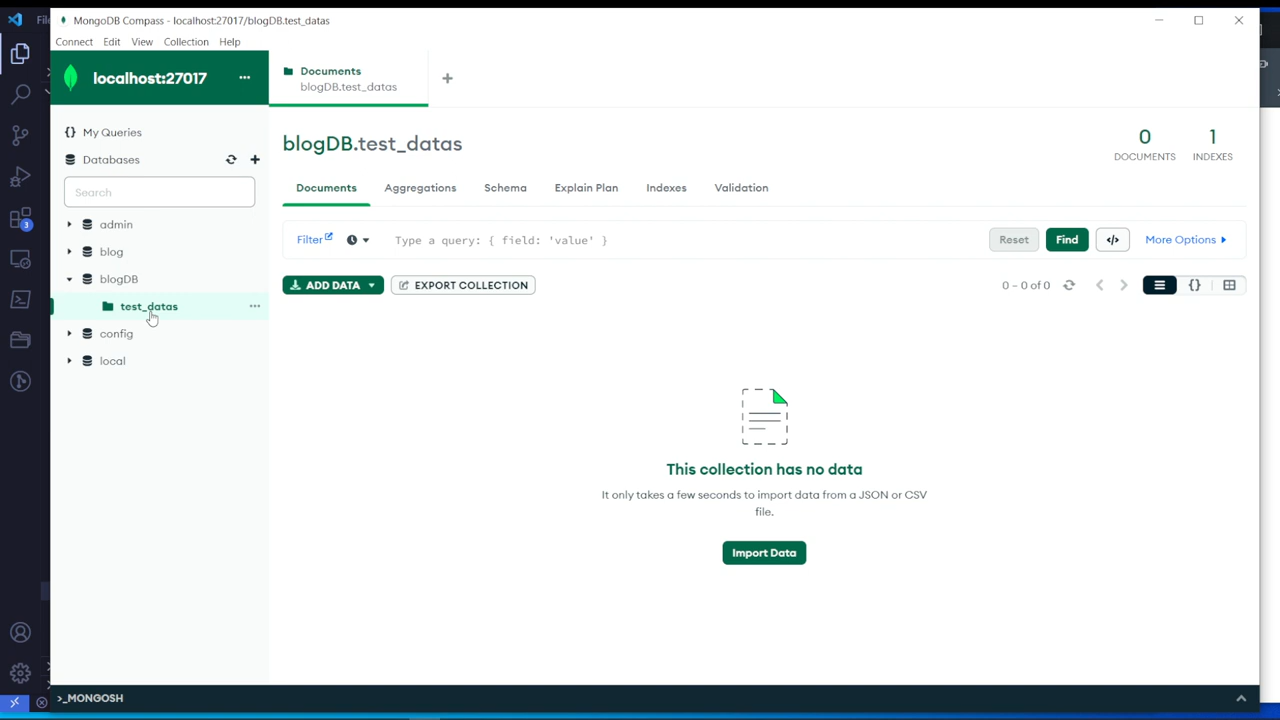 Fil
MongoDB Compass - localhost:27017/blogDB.test_datas
Connect Edit View Collection Help
localhost:27017
Documents
blogDB.test_datas
My Queries
Databases
Search
admin
blog
blogDB
test_datas
config
local
blogDB.test_datas
0
DOCUMENTS
1
INDEXES
Documents Aggregations Schema Explain Plan Indexes Validation
Filter Type a query: { field: 'value' } Reset Find </> More Options
ADD DATA EXPORT COLLECTION 0 – 0 of 0 {}
This collection has no data
It only takes a few seconds to import data from a JSON or CSV
file.
Import Data
3
>_MONGOSH